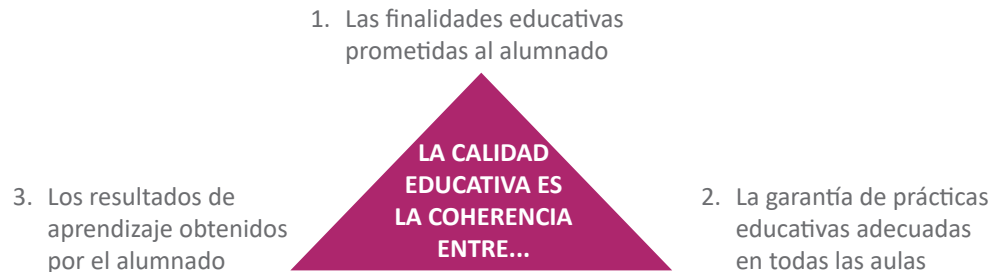 1. Las finalidades educativas
prometidas al alumnado
LA CALIDAD
EDUCATIVA ES
LA COHERENCIA
ENTRE...
3. Los resultados de
aprendizaje obtenidos
por el alumnado
2. La garantía de prácticas
educativas adecuadas
en todas las aulas